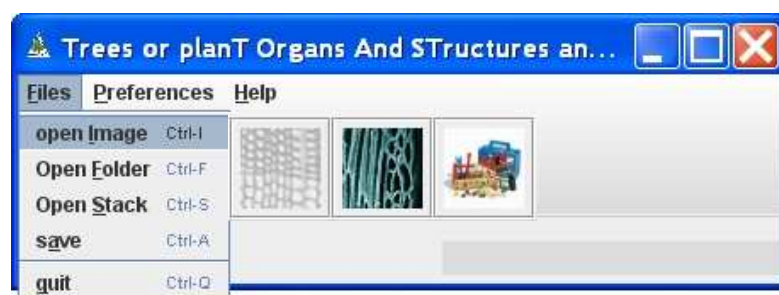 Trees or planT Organs And STructures an...
Files Preferences Help
open Image Ctrl-I
Open Folder Ctrl-F
Open Stack Ctrl-S
save Ctrl-A
quit Ctrl-Q